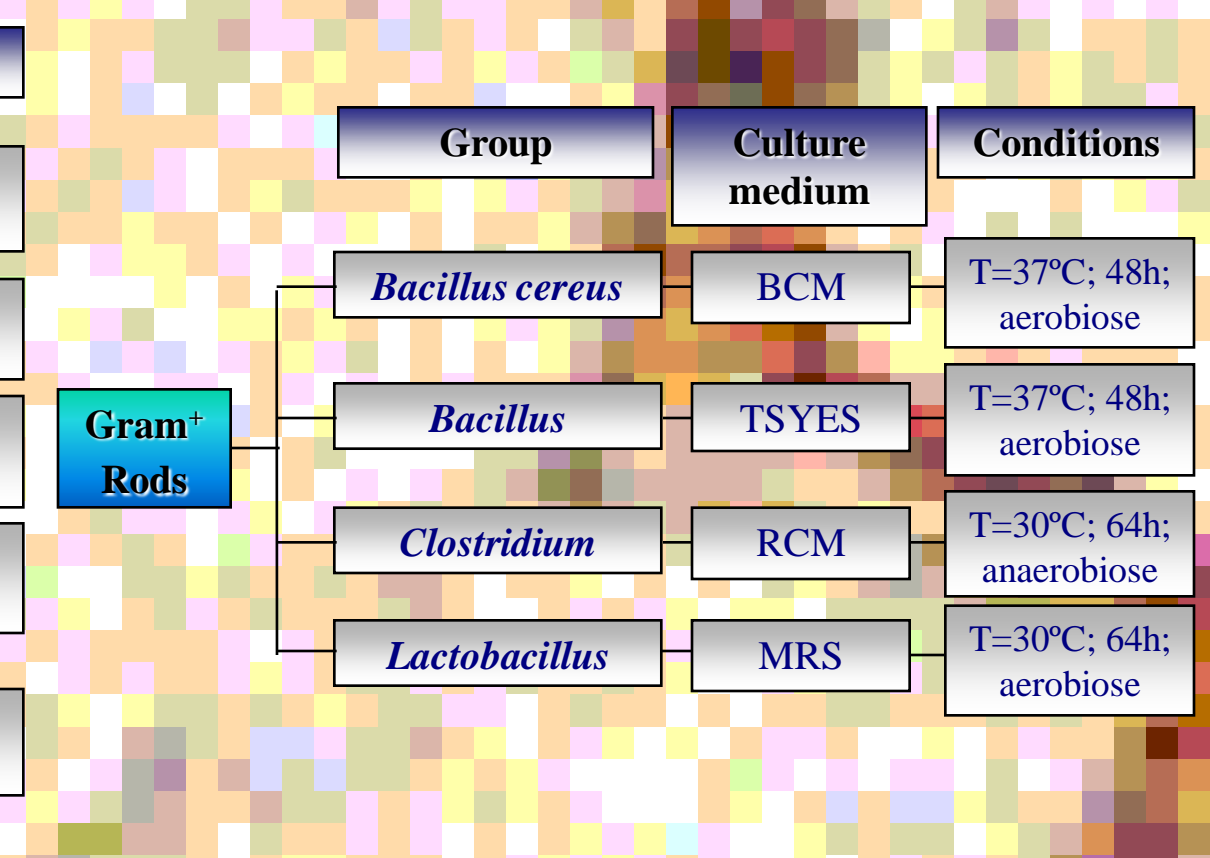 Group
Culture
medium
Conditions
Bacillus cereus
BCM
T=37ºC; 48h;
aerobiose
Gram+
Rods
Bacillus
TSYES
T=37ºC; 48h;
aerobiose
Clostridium
RCM
T=30ºC; 64h;
anaerobiose
Lactobacillus
MRS
T=30ºC; 64h;
aerobiose